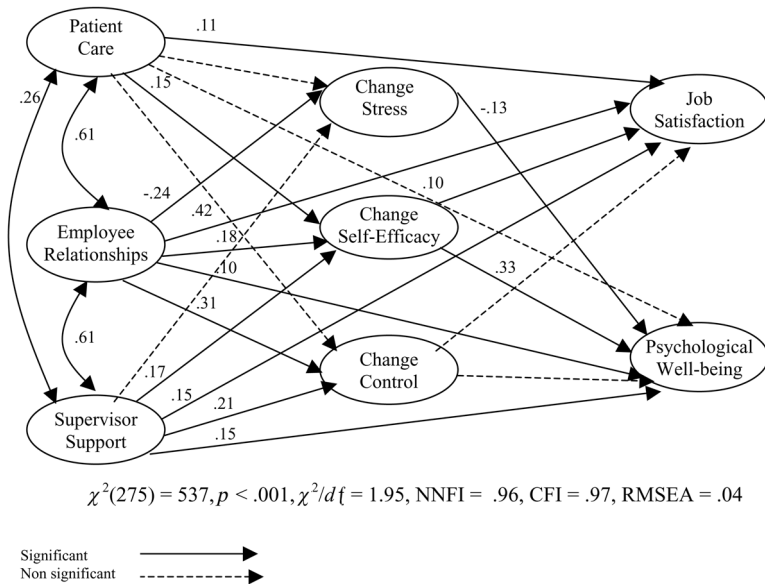 Patient
Care
.11
.26
.15
Change
Stress
-.13
Job
Satisfaction
.61
-.24
.42
.10
Employee
Relationships
.18
Change
Self-Efficacy
.10
.33
.31
.61
.17
Change
Control
Psychological
Well-being
.15
.21
Supervisor
Support
.15
χ²(275) = 537, p < .001, χ²/df = 1.95, NNFI = .96, CFI = .97, RMSEA = .04
Significant
Non significant